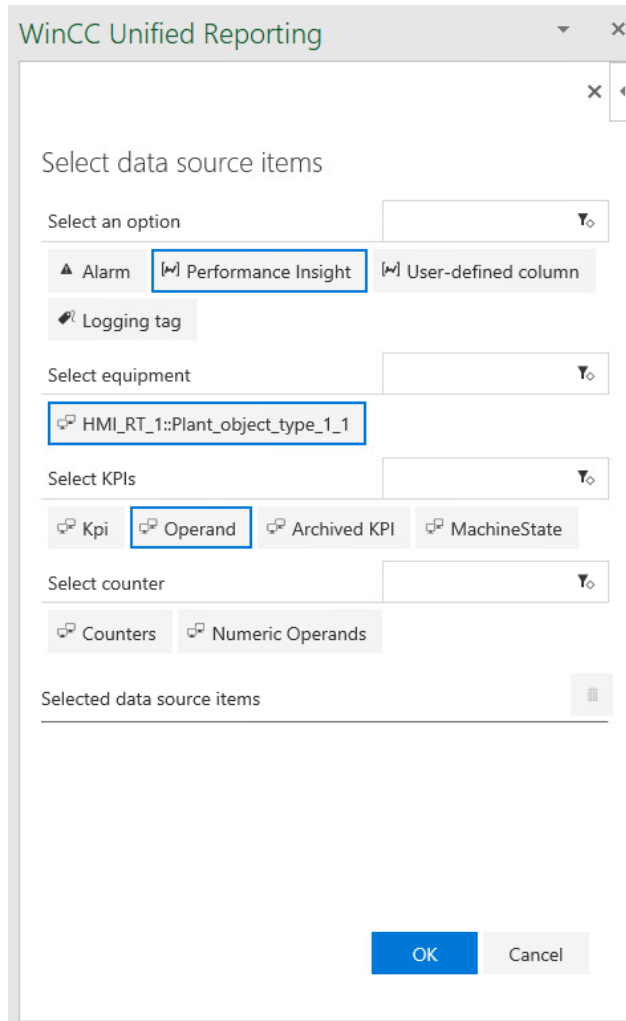 WinCC Unified Reporting
Select data source items
Select an option
Alarm Performance Insight User-defined column
Logging tag
Select equipment
HMI_RT_1::Plant_object_type_1_1
Select KPIs
Kpi Operand Archived KPI MachineState
Select counter
Counters Numeric Operands
Selected data source items
OK Cancel